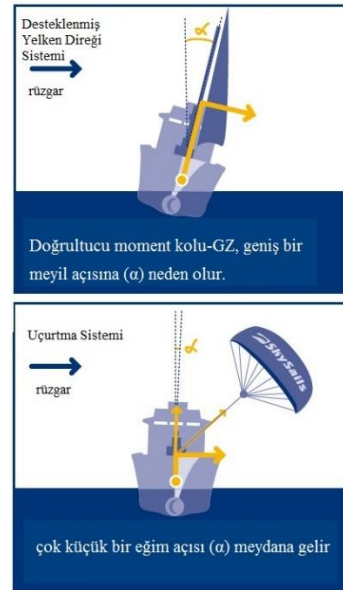 Desteklenmiş
Yelken Direği
Sistemi
α
rüzgar
Doğrultucu moment kolu-GZ, geniş bir
meyil açısına (α) neden olur.
Uçurtma Sistemi
α
rüzgar
SkySails
çok küçük bir eğim açısı (α) meydana gelir